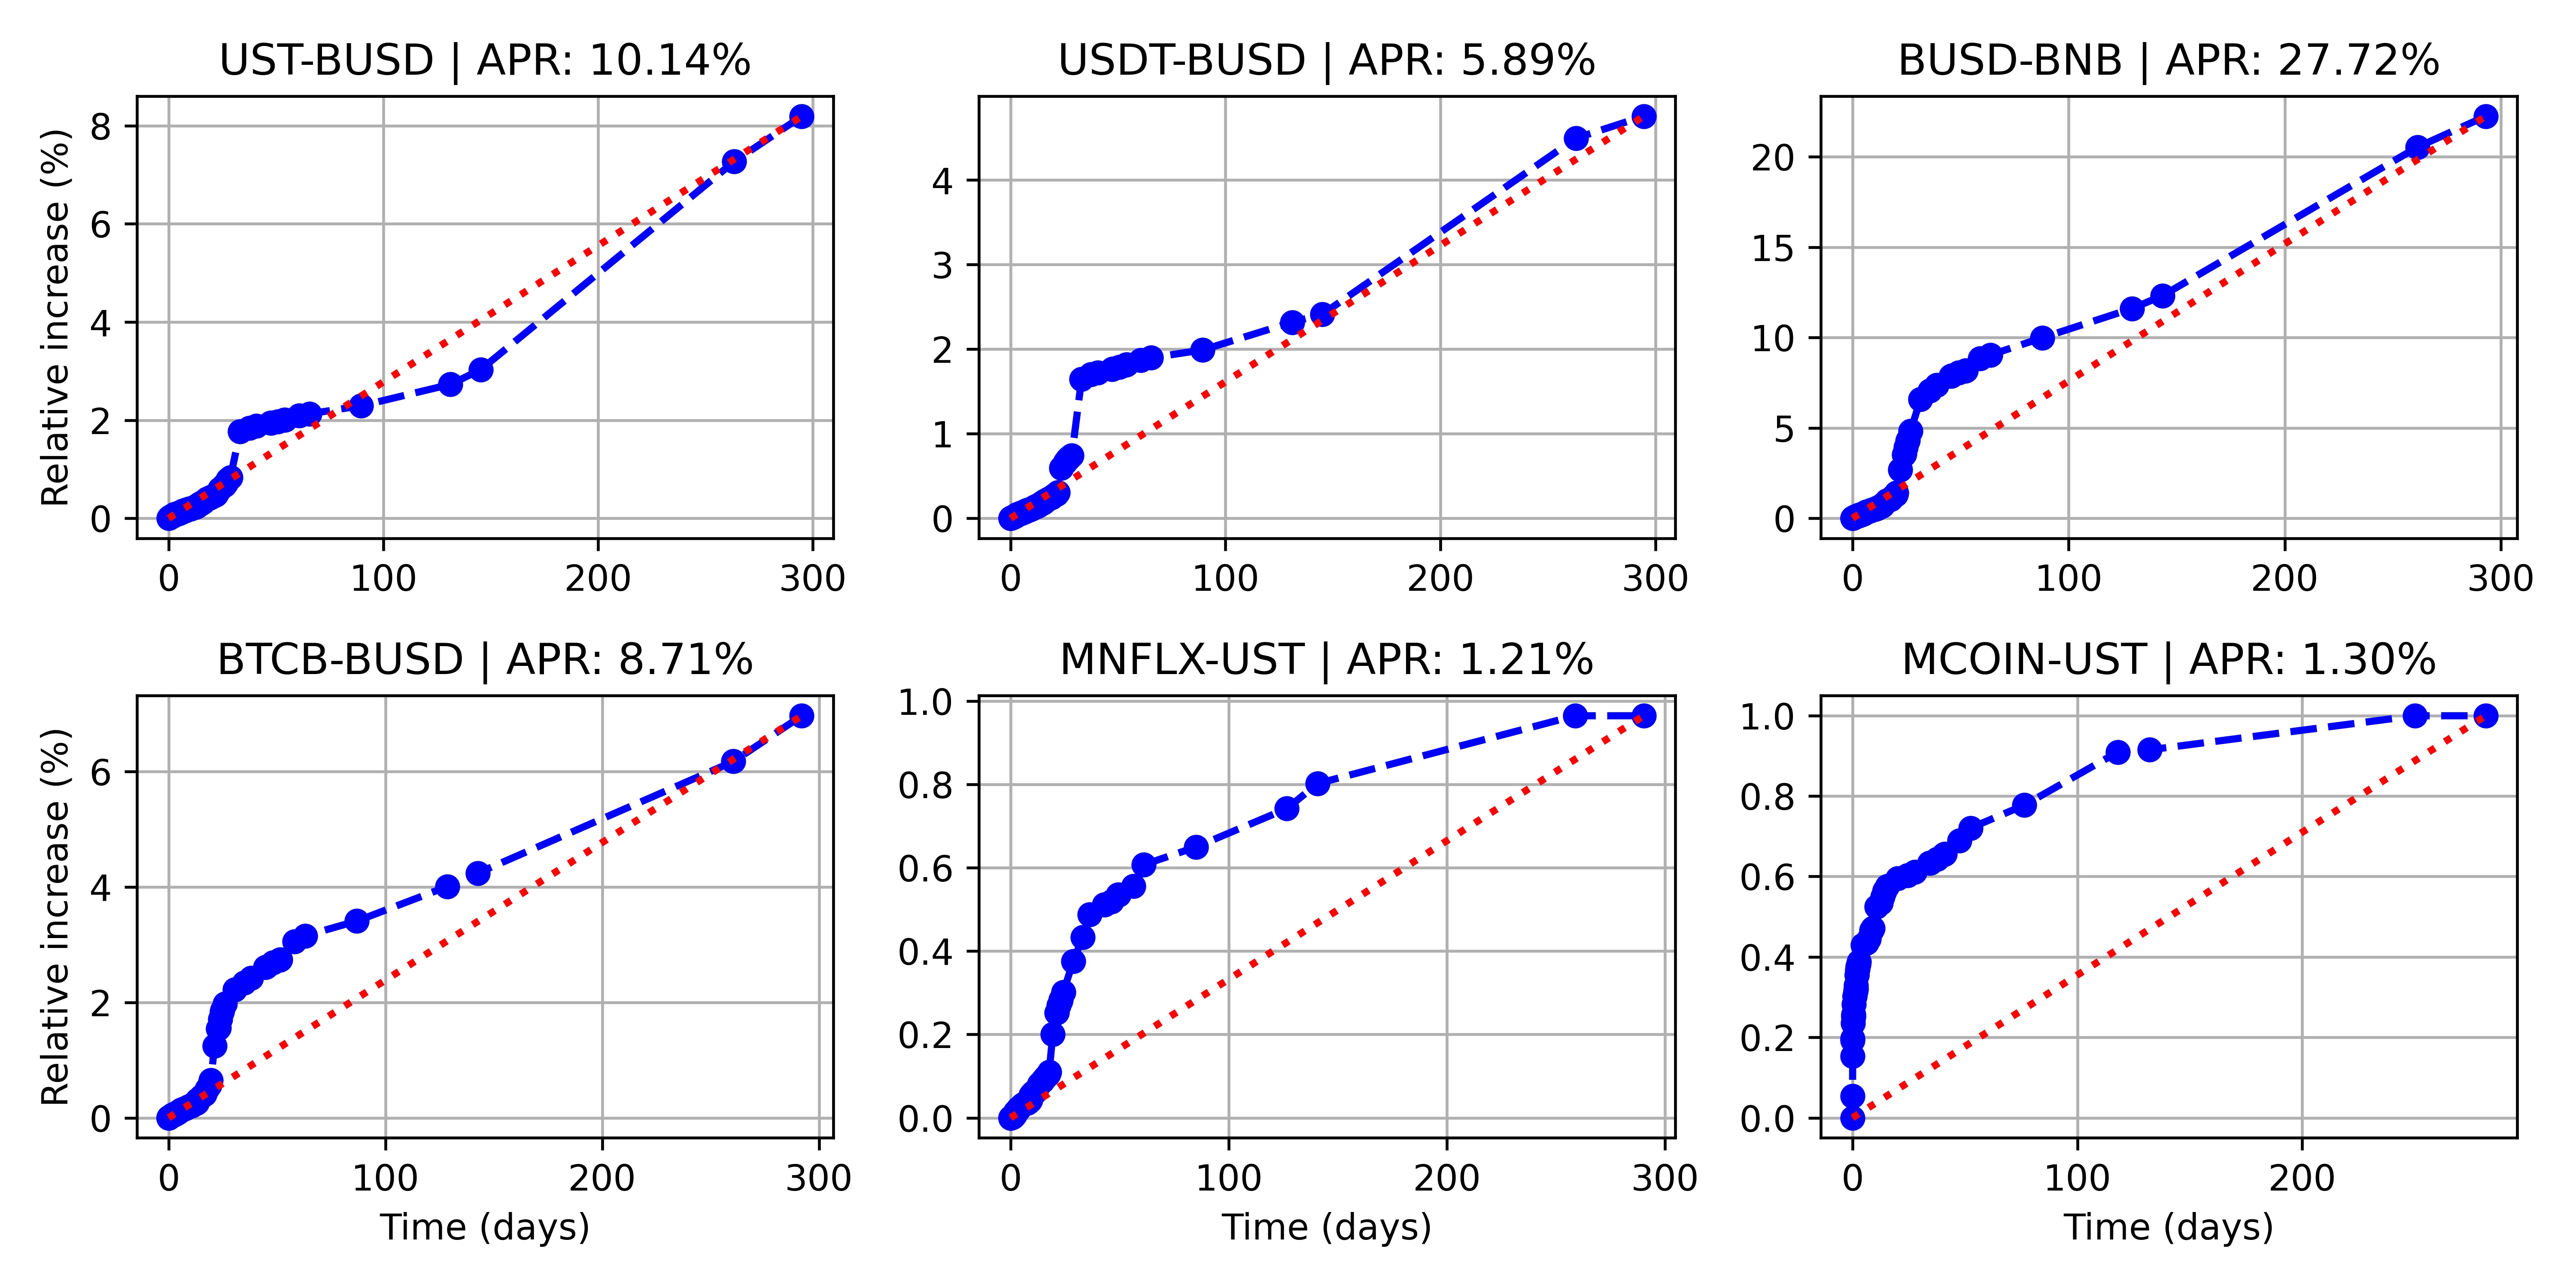 UST-BUSD | APR: 10.14%
USDT-BUSD | APR: 5.89%
BUSD-BNB | APR: 27.72%
Relative increase (%)
8
6
4
2
0
0 100 200 300
4
3
2
1
0
0 100 200 300
20
15
10
5
0
0 100 200 300
BTCB-BUSD | APR: 8.71%
MNFLX-UST | APR: 1.21%
MCOIN-UST | APR: 1.30%
Relative increase (%)
6
4
2
0
0 100 200 300
Time (days)
1.0
0.8
0.6
0.4
0.2
0.0
0 100 200 300
Time (days)
1.0
0.8
0.6
0.4
0.2
0.0
0 100 200
Time (days)